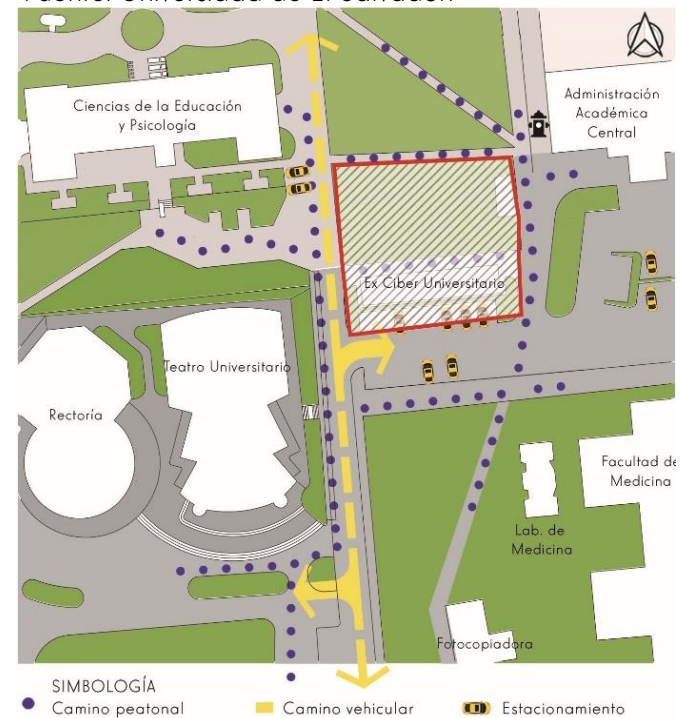 Ciencias de la Educación
y Psicología
Administración
Académica
Central
Ex Ciber Universitario
Teatro Universitario
Rectoría
Facultad de
Medicina
Lab. de
Medicina
Fotocopiadora
SIMBOLOGÍA
Camino peatonal
Camino vehicular
Estacionamiento